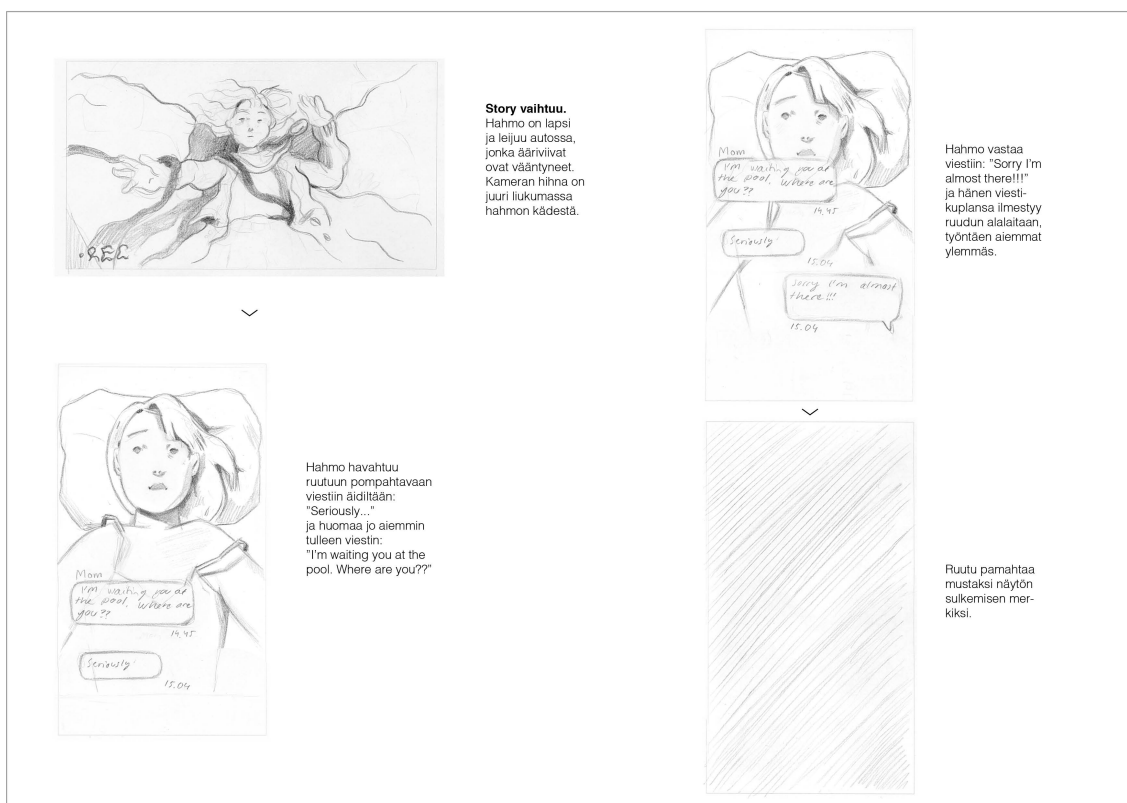 Story vaihtuu.
Hahmo on lapsi
ja leijuu autossa,
jonka ääriviivat
ovat vääntyneet.
Kameran hihna on
juuri liukumassa
hahmon kädestä.
Hahmo havahtuu
ruutuun pompahtavaan
viestiin äidiltään:
"Seriously..."
ja huomaa jo aiemmin
tulleen viestin:
"I'm waiting you at the
pool. Where are you??"
Mom
I'm waiting you at
the pool. Where are
you??
14.45
Seriously
15.04
Hahmo vastaa
viestiin: "Sorry I'm
almost there!!!"
ja hänen viesti-
kuplansa ilmestyy
ruudun alalaitaan,
työntäen aiemmat
ylemmäs.
Mom
I'm waiting you at
the pool. Where are
you??
14.45
Seriously
15.04
Sorry I'm almost
there!!!
15.04
Ruutu pamahtaa
mustaksi näytön
sulkemisen mer-
kiksi.